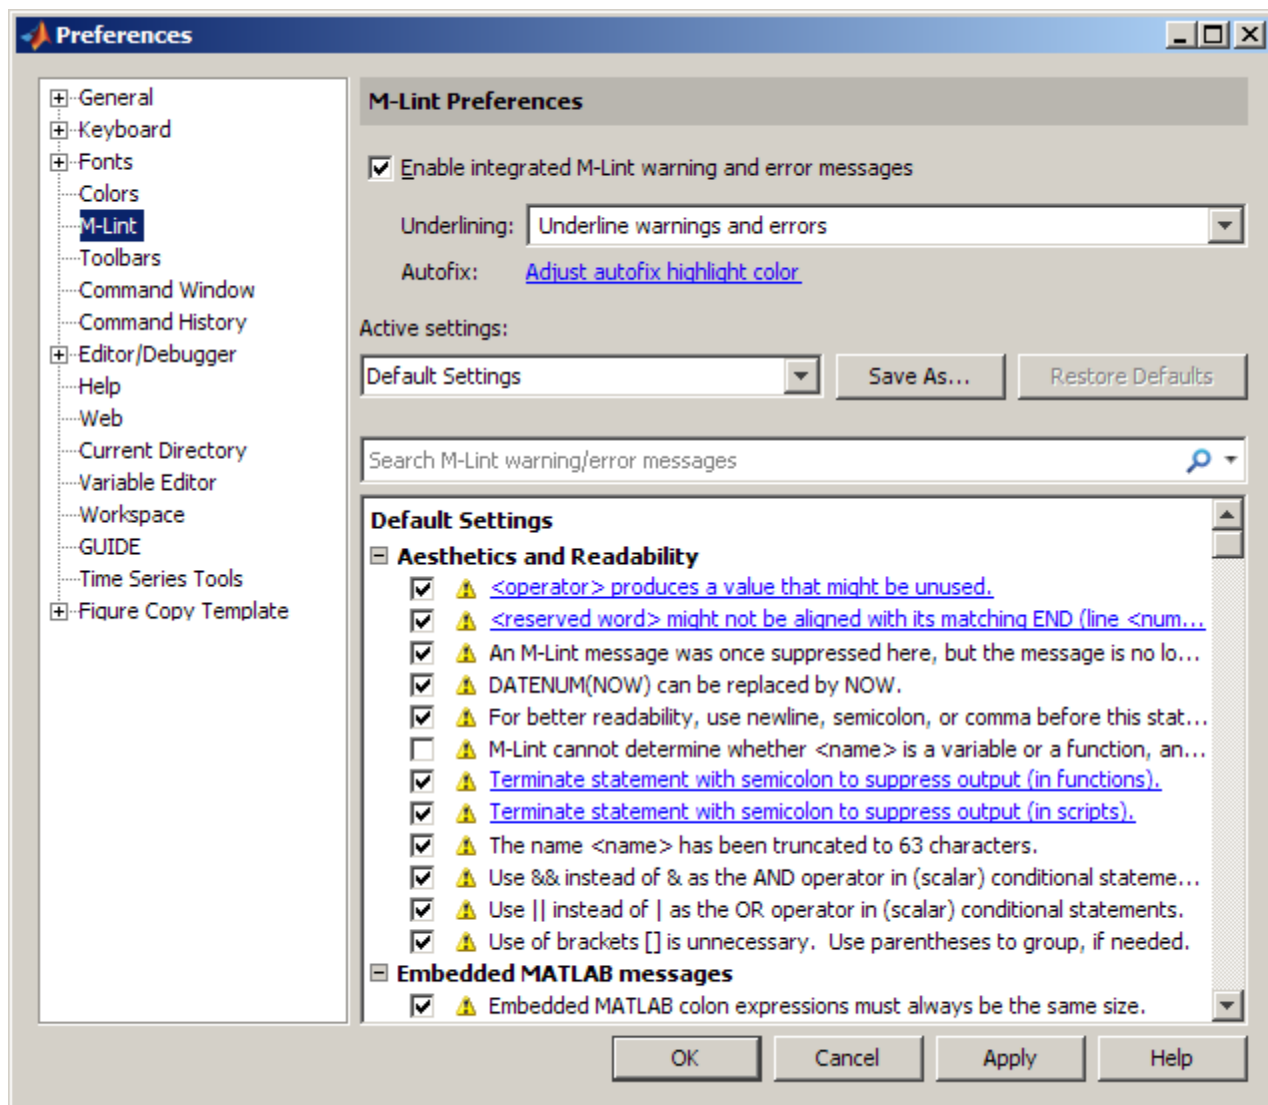 Preferences
General
Keyboard
Fonts
Colors
M-Lint
Toolbars
Command Window
Command History
Editor/Debugger
Help
Web
Current Directory
Variable Editor
Workspace
GUIDE
Time Series Tools
Figure Copy Template
M-Lint Preferences
Enable integrated M-Lint warning and error messages
Underlining: Underline warnings and errors
Autofix: Adjust autofix highlight color
Active settings:
Default Settings Save As... Restore Defaults
Search M-Lint warning/error messages
Default Settings
Aesthetics and Readability
<operator> produces a value that might be unused.
<reserved word> might not be aligned with its matching END (line <num...
An M-Lint message was once suppressed here, but the message is no lo...
DATENUM(NOW) can be replaced by NOW.
For better readability, use newline, semicolon, or comma before this stat...
M-Lint cannot determine whether <name> is a variable or a function, an...
Terminate statement with semicolon to suppress output (in functions).
Terminate statement with semicolon to suppress output (in scripts).
The name <name> has been truncated to 63 characters.
Use && instead of & as the AND operator in (scalar) conditional stateme...
Use || instead of | as the OR operator in (scalar) conditional statements.
Use of brackets [] is unnecessary.  Use parentheses to group, if needed.
Embedded MATLAB messages
Embedded MATLAB colon expressions must always be the same size.
OK Cancel Apply Help